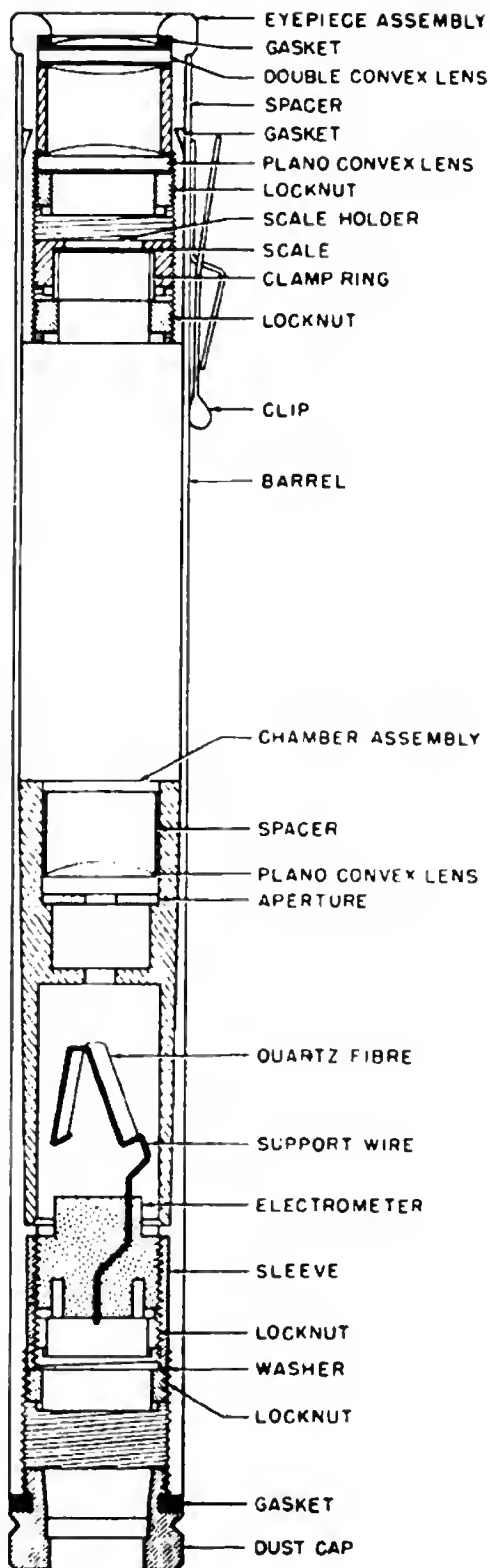 EYEPIECE ASSEMBLY
GASKET
DOUBLE CONVEX LENS
SPACER
GASKET
PLANO CONVEX LENS
LOCKNUT
SCALE HOLDER
SCALE
CLAMP RING
LOCKNUT
CLIP
BARREL
CHAMBER ASSEMBLY
SPACER
PLANO CONVEX LENS
APERTURE
QUARTZ FIBRE
SUPPORT WIRE
ELECTROMETER
SLEEVE
LOCKNUT
WASHER
LOCKNUT
GASKET
DUST CAP